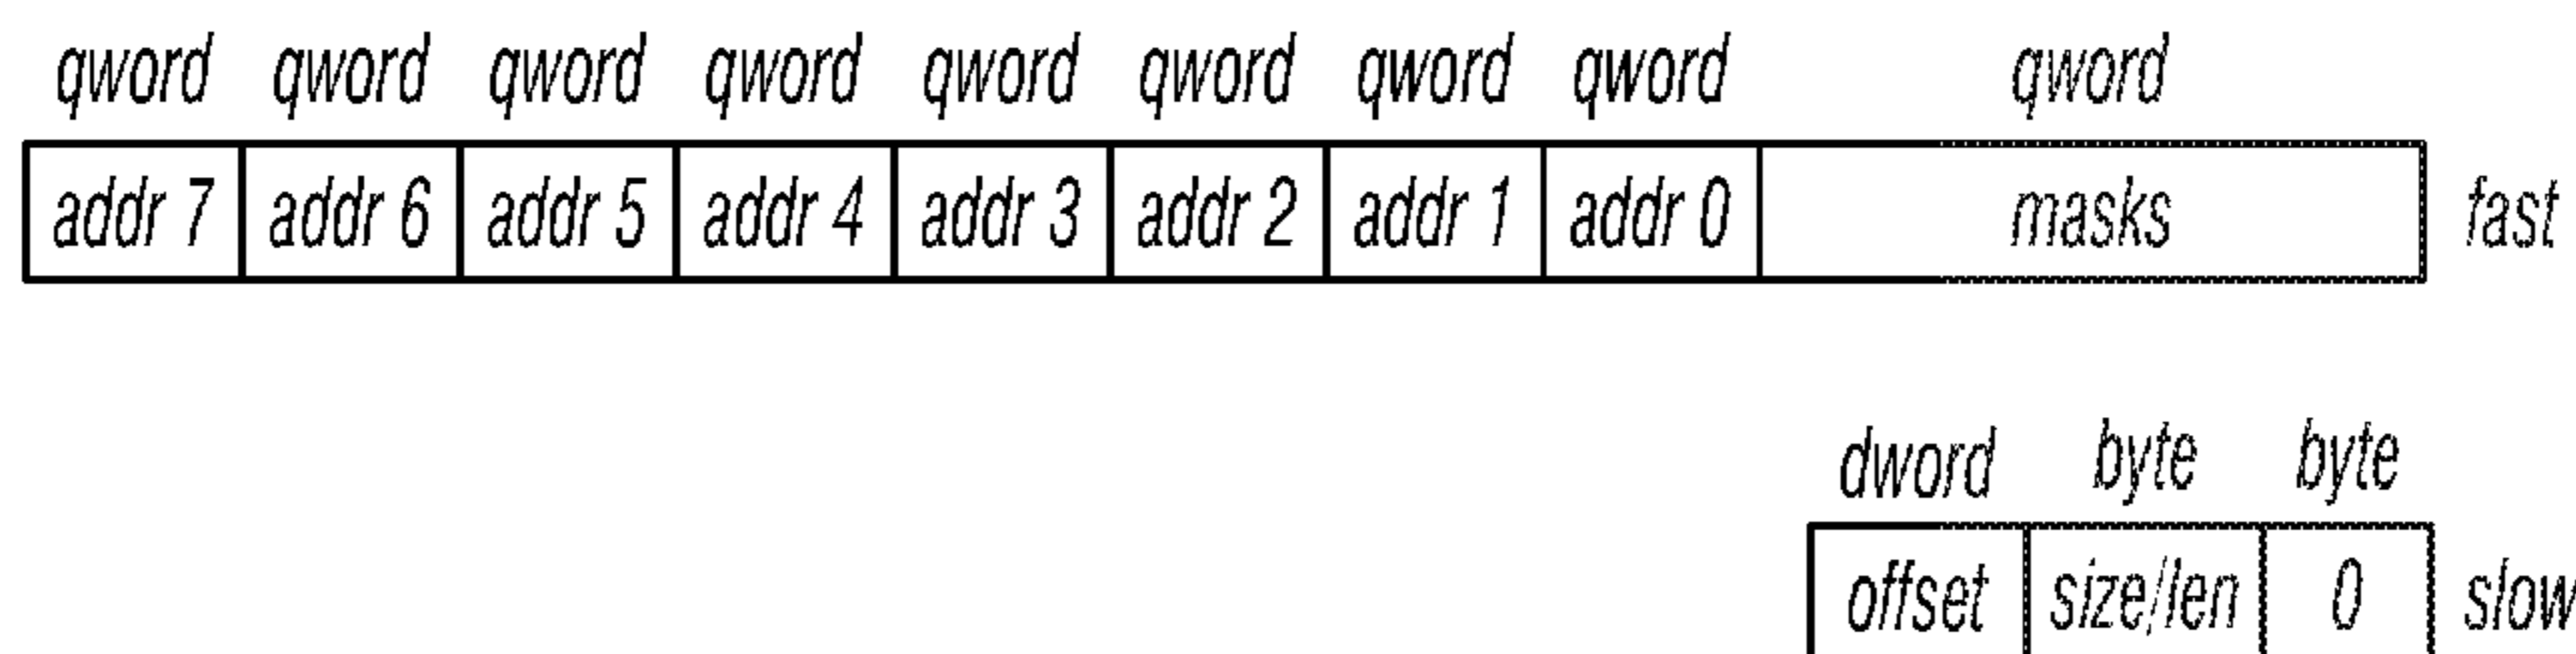 qword qword qword qword qword qword qword qword qword
addr 7 addr 6 addr 5 addr 4 addr 3 addr 2 addr 1 addr 0 masks fast
dword byte byte
offset size/len 0 slow